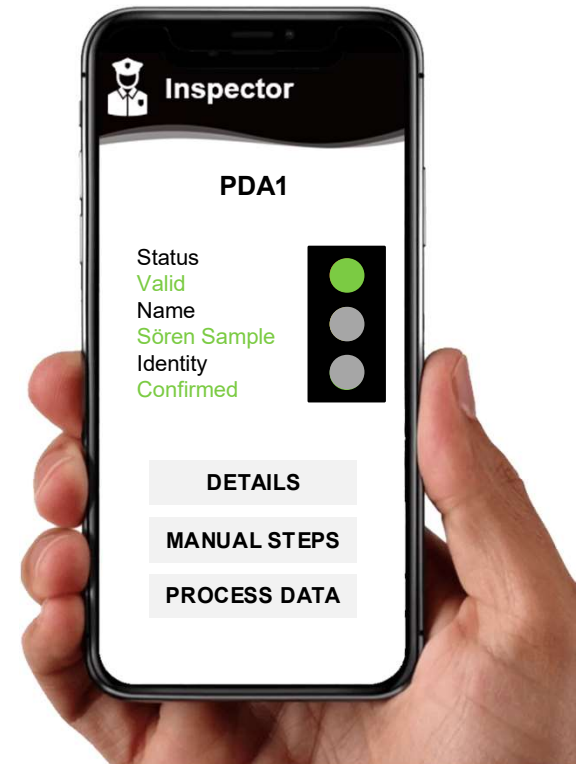 Inspector
PDA1
Status
Valid
Name
Sören Sample
Identity
Confirmed
DETAILS
MANUAL STEPS
PROCESS DATA